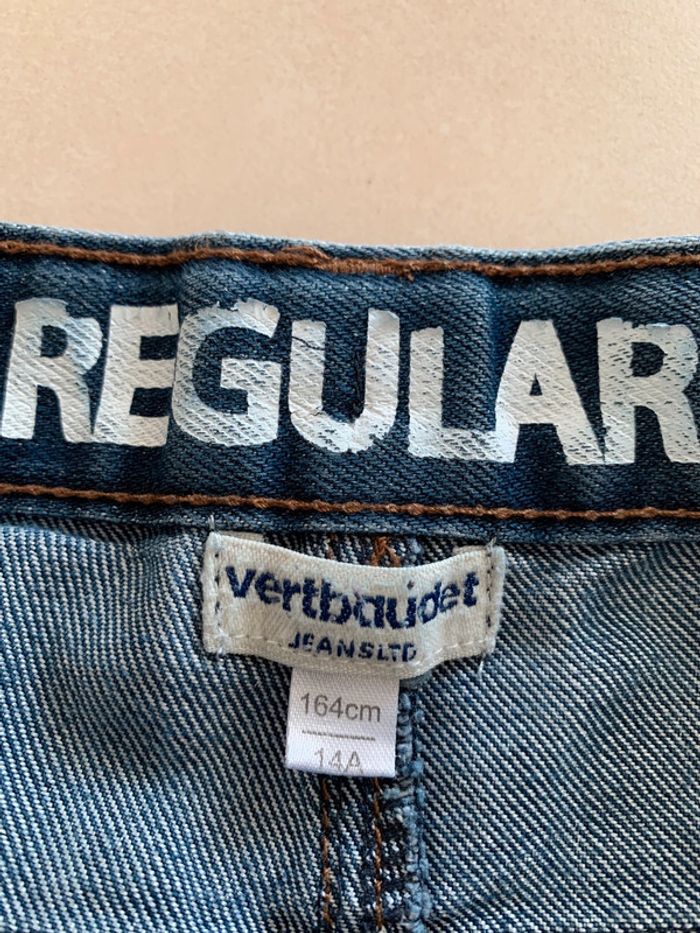 REGULAR
vertbaudet
JEANS LTD
164cm
14A